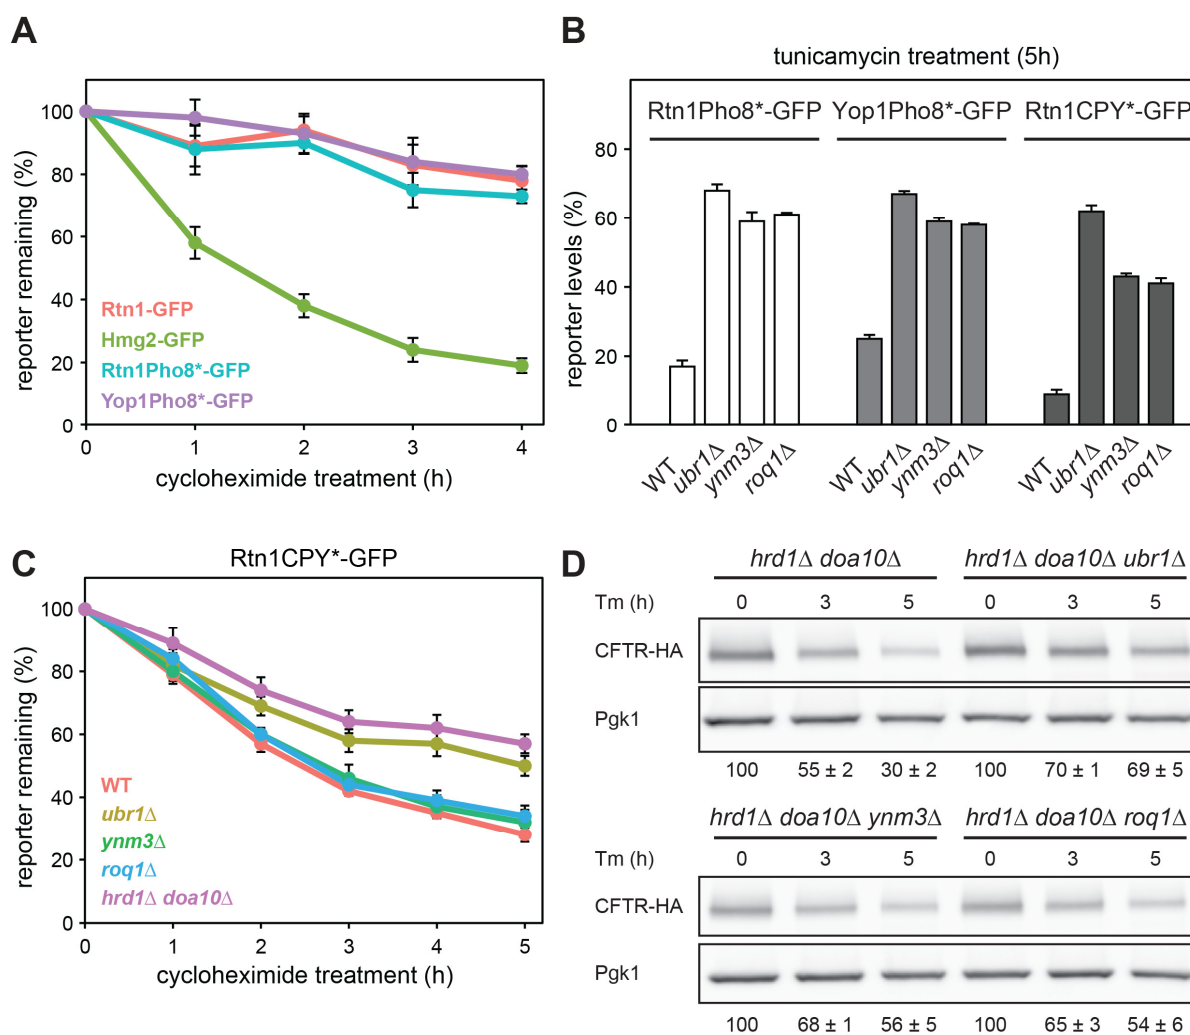 A
reporter remaining (%)
100
80
60
40
20
0
Rtn1-GFP
Hmg2-GFP
Rtn1Pho8*-GFP
Yop1Pho8*-GFP
0 1 2 3 4
cycloheximide treatment (h)
B
tunicamycin treatment (5h)
Rtn1Pho8*-GFP Yop1Pho8*-GFP Rtn1CPY*-GFP
reporter levels (%)
80
60
40
20
0
WT ubr1Δ ynm3Δ roq1Δ WT ubr1Δ ynm3Δ roq1Δ WT ubr1Δ ynm3Δ roq1Δ
C
Rtn1CPY*-GFP
reporter remaining (%)
100
80
60
40
20
0
WT
ubr1Δ
ynm3Δ
roq1Δ
hrd1Δ doa10Δ
0 1 2 3 4 5
cycloheximide treatment (h)
D
hrd1Δ doa10Δ hrd1Δ doa10Δ ubr1Δ
Tm (h) 0 3 5 0 3 5
CFTR-HA
Pgk1
100 55 ± 2 30 ± 2 100 70 ± 1 69 ± 5
hrd1Δ doa10Δ ynm3Δ hrd1Δ doa10Δ roq1Δ
Tm (h) 0 3 5 0 3 5
CFTR-HA
Pgk1
100 68 ± 1 56 ± 5 100 65 ± 3 54 ± 6